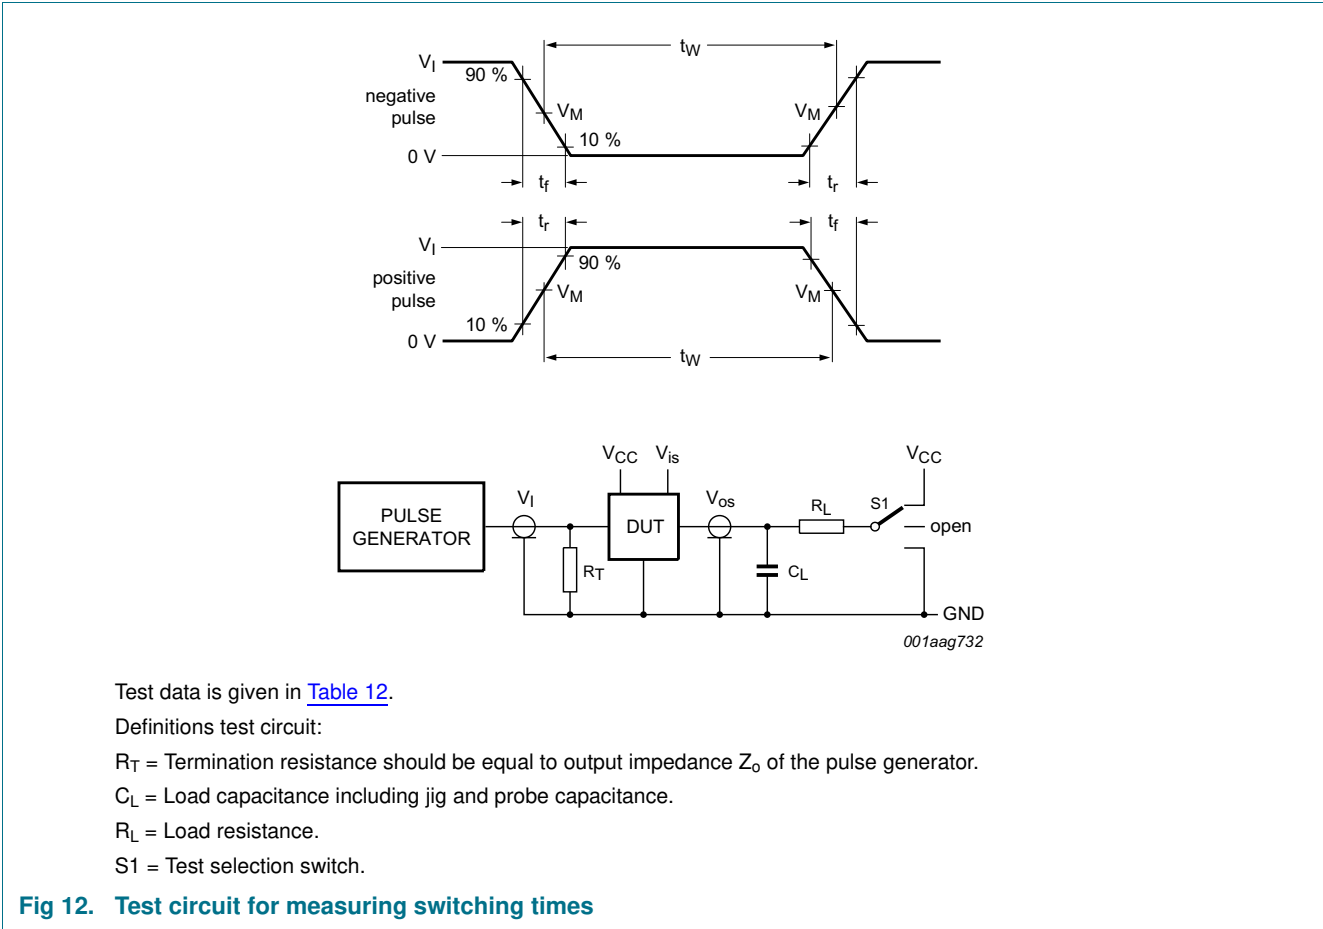 tW
VI
90 %
negative
pulse
VM
VM
10 %
0 V
tf
tr
tr
tf
VI
90 %
positive
pulse
VM
VM
10 %
0 V
tW
VCC
Vis
VCC
PULSE
GENERATOR
VI
DUT
Vos
RL
S1
open
RT
CL
GND
001aag732
Test data is given in Table 12.
Definitions test circuit:
RT = Termination resistance should be equal to output impedance Zo of the pulse generator.
CL = Load capacitance including jig and probe capacitance.
RL = Load resistance.
S1 = Test selection switch.
Fig 12. Test circuit for measuring switching times